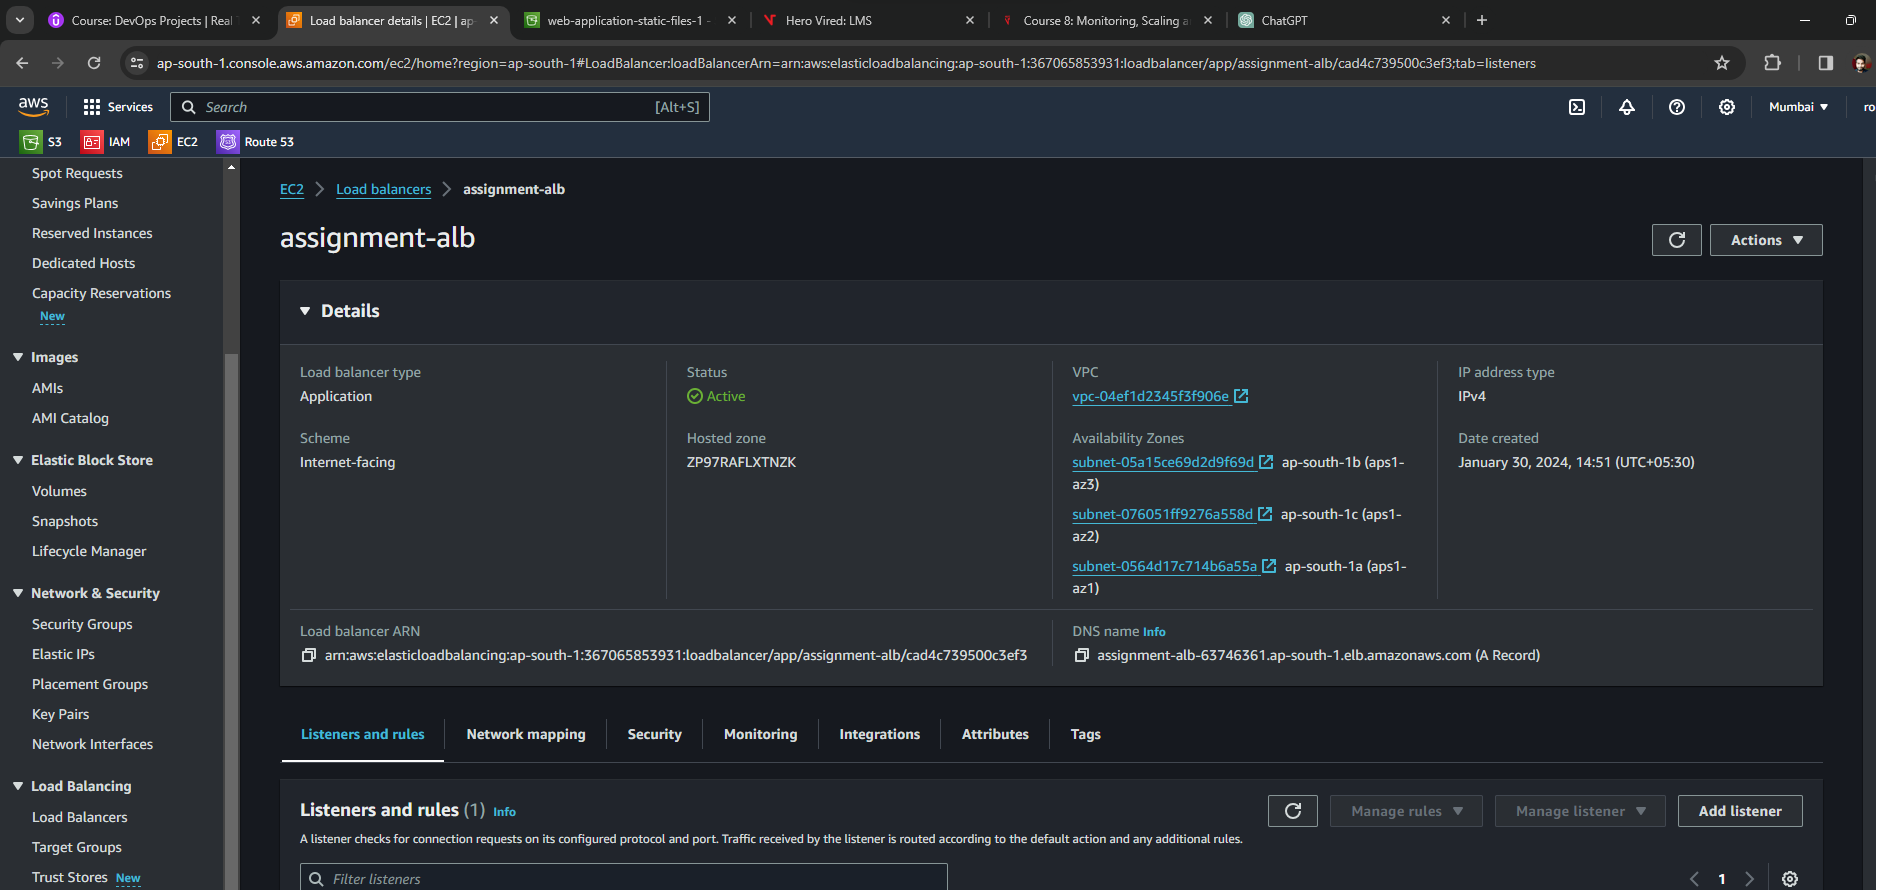 Course: DevOps Projects | Real
Load balancer details | EC2 | ap-
web-application-static-files-1 -
Hero Vired: LMS
Course 8: Monitoring, Scaling a
ChatGPT
ap-south-1.console.aws.amazon.com/ec2/home?region=ap-south-1#LoadBalancer:loadBalancerArn=arn:aws:elasticloadbalancing:ap-south-1:367065853931:loadbalancer/app/assignment-alb/cad4c739500c3ef3;tab=listeners
aws
Services
Search
[Alt+S]
Mumbai
ro
S3
IAM
EC2
Route 53
Spot Requests
Savings Plans
Reserved Instances
Dedicated Hosts
Capacity Reservations
New
Images
AMIs
AMI Catalog
Elastic Block Store
Volumes
Snapshots
Lifecycle Manager
Network & Security
Security Groups
Elastic IPs
Placement Groups
Key Pairs
Network Interfaces
Load Balancing
Load Balancers
Target Groups
Trust Stores New
EC2 > Load balancers > assignment-alb
assignment-alb
Actions
Details
Load balancer type
Application
Status
Active
VPC
vpc-04ef1d2345f3f906e
IP address type
IPv4
Scheme
Internet-facing
Hosted zone
ZP97RAFLXTNZK
Availability Zones
subnet-05a15ce69d2d9f69d ap-south-1b (aps1-
az3)
subnet-076051ff9276a558d ap-south-1c (aps1-
az2)
subnet-0564d17c714b6a55a ap-south-1a (aps1-
az1)
Date created
January 30, 2024, 14:51 (UTC+05:30)
Load balancer ARN
arn:aws:elasticloadbalancing:ap-south-1:367065853931:loadbalancer/app/assignment-alb/cad4c739500c3ef3
DNS name Info
assignment-alb-63746361.ap-south-1.elb.amazonaws.com (A Record)
Listeners and rules
Network mapping
Security
Monitoring
Integrations
Attributes
Tags
Listeners and rules (1) Info
Manage rules
Manage listener
Add listener
A listener checks for connection requests on its configured protocol and port. Traffic received by the listener is routed according to the default action and any additional rules.
Filter listeners
1